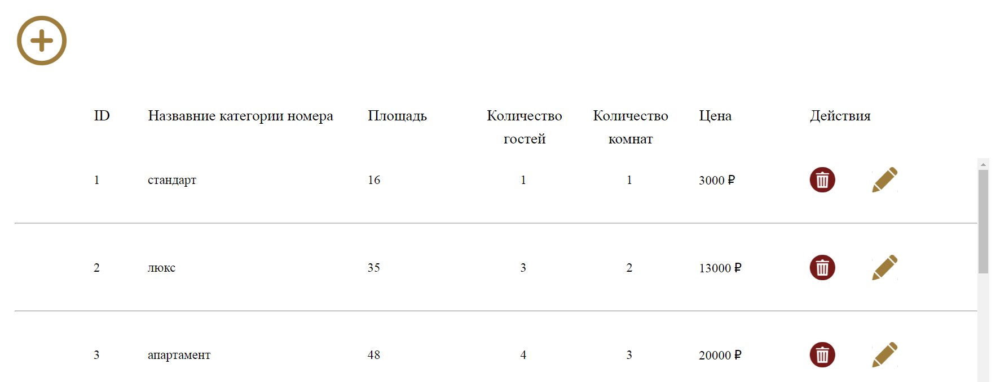 ID Назвавние категории номера Площадь Количество гостей Количество комнат Цена Действия
1 стандарт 16 1 1 3000 ₽
2 люкс 35 3 2 13000 ₽
3 апартамент 48 4 3 20000 ₽